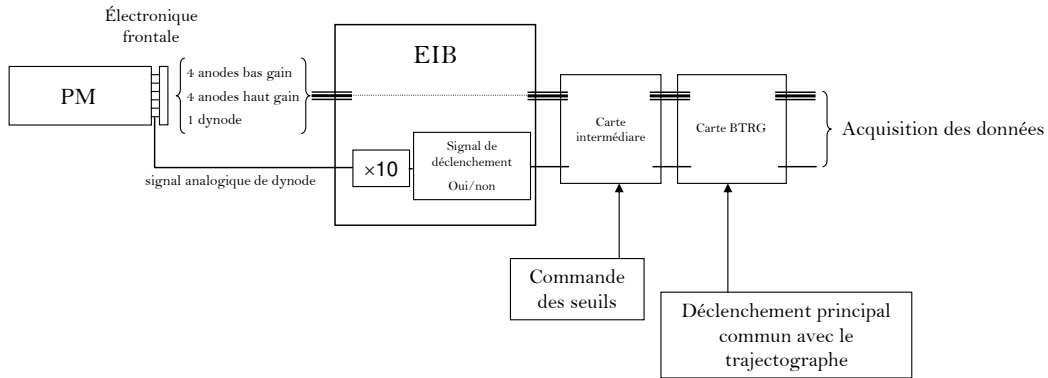 Électronique
frontale
PM
4 anodes bas gain
4 anodes haut gain
1 dynode
signal analogique de dynode
EIB
×10
Signal de
déclenchement
Oui/non
Carte
intermédiare
Carte BTRG
Acquisition des données
Commande
des seuils
Déclenchement principal
commun avec le
trajectographe